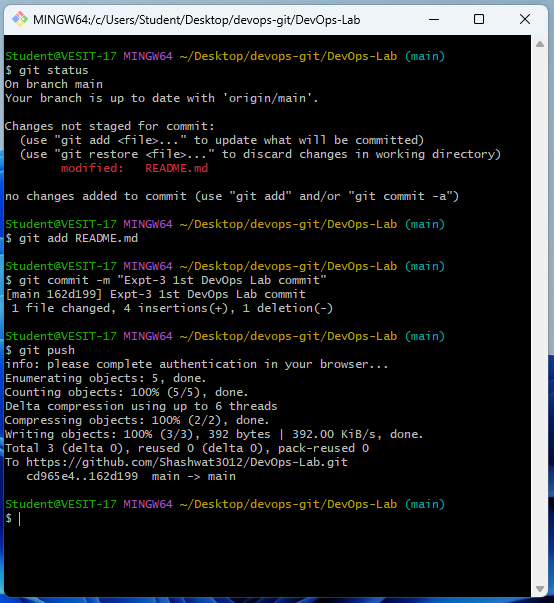 MINGW64:/c/Users/Student/Desktop/devops-git/DevOps-Lab
Student@VESIT-17 MINGW64 ~/Desktop/devops-git/DevOps-Lab (main)
$ git status
On branch main
Your branch is up to date with 'origin/main'.
Changes not staged for commit:
  (use "git add <file>..." to update what will be committed)
  (use "git restore <file>..." to discard changes in working directory)
        modified:   README.md
no changes added to commit (use "git add" and/or "git commit -a")
Student@VESIT-17 MINGW64 ~/Desktop/devops-git/DevOps-Lab (main)
$ git add README.md
Student@VESIT-17 MINGW64 ~/Desktop/devops-git/DevOps-Lab (main)
$ git commit -m "Expt-3 1st DevOps Lab commit"
[main 162d199] Expt-3 1st DevOps Lab commit
 1 file changed, 4 insertions(+), 1 deletion(-)
Student@VESIT-17 MINGW64 ~/Desktop/devops-git/DevOps-Lab (main)
$ git push
info: please complete authentication in your browser...
Enumerating objects: 5, done.
Counting objects: 100% (5/5), done.
Delta compression using up to 6 threads
Compressing objects: 100% (2/2), done.
Writing objects: 100% (3/3), 392 bytes | 392.00 KiB/s, done.
Total 3 (delta 0), reused 0 (delta 0), pack-reused 0
To https://github.com/Shashwat3012/DevOps-Lab.git
   cd965e4..162d199  main -> main
Student@VESIT-17 MINGW64 ~/Desktop/devops-git/DevOps-Lab (main)
$